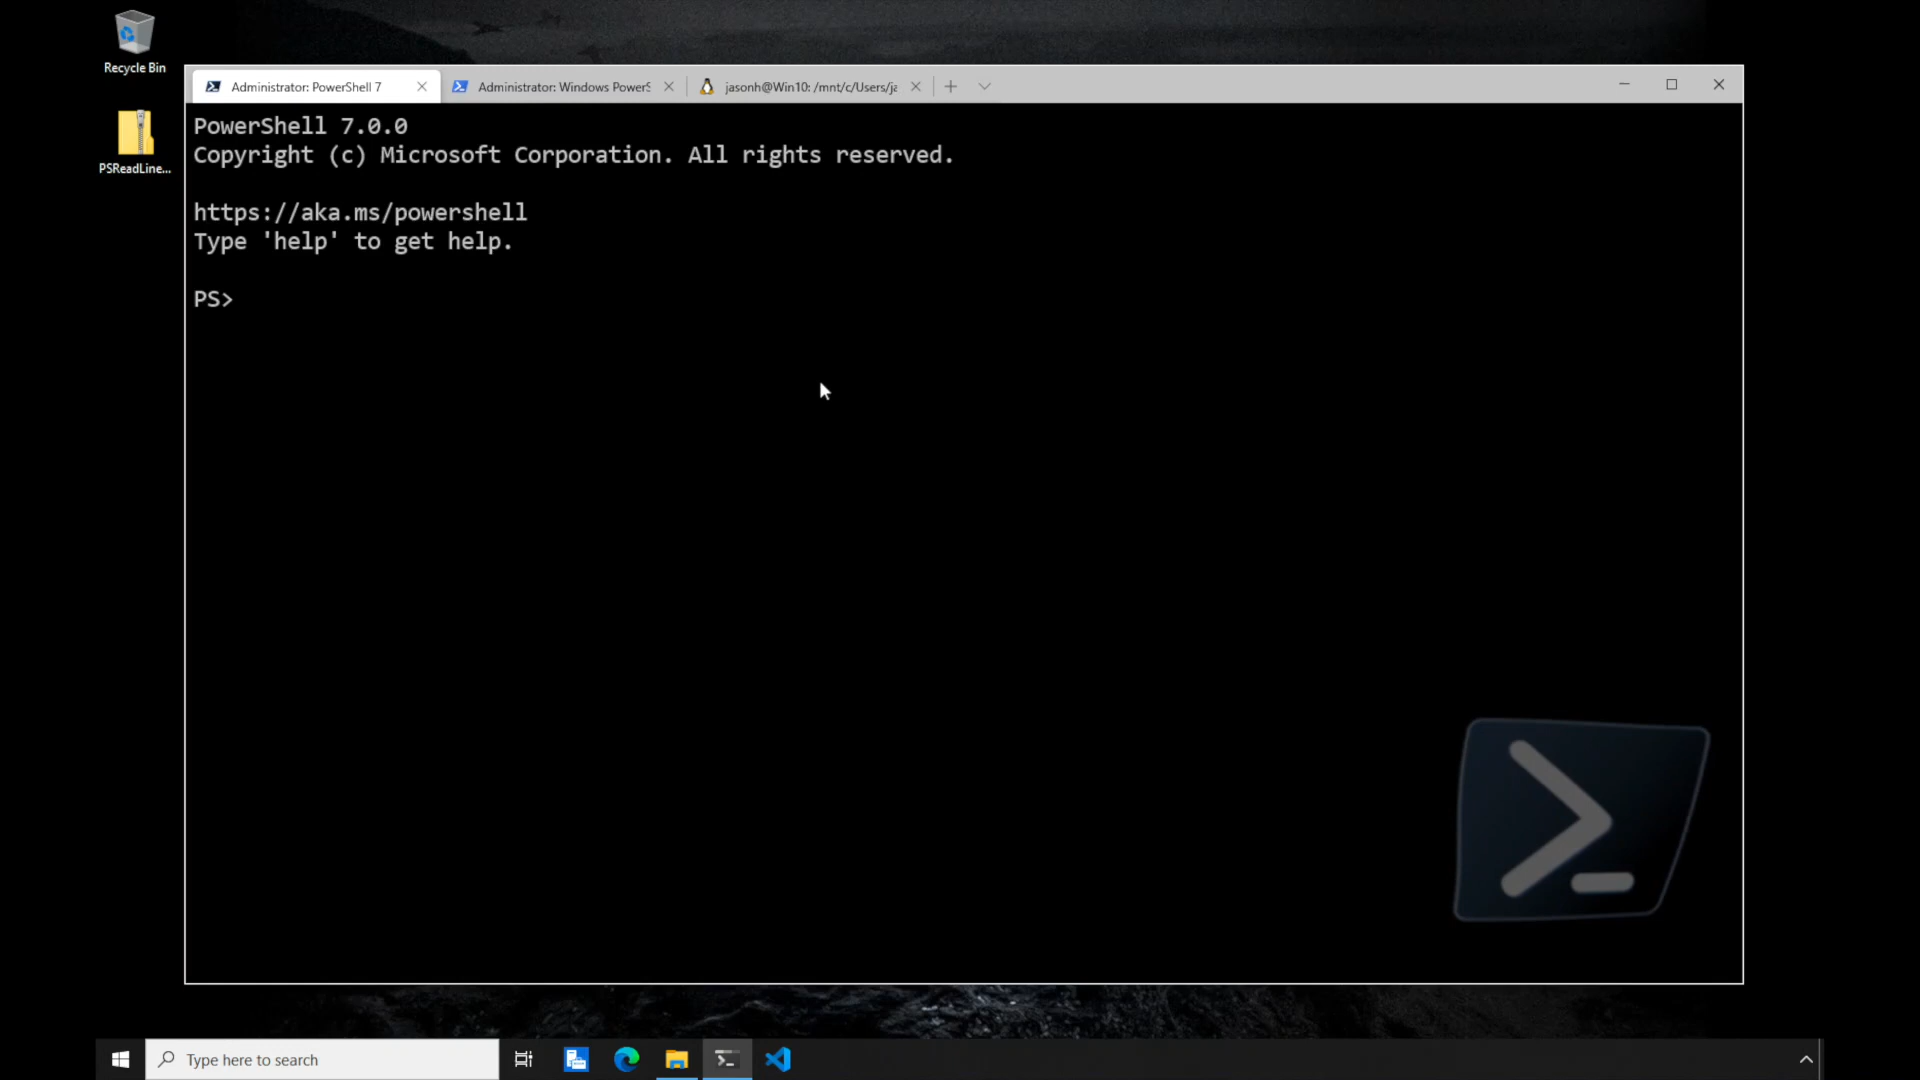 Recycle Bin
PSReadLine...
Administrator: PowerShell 7
Administrator: Windows PowerS
jasonh@Win10: /mnt/c/Users/ja
PowerShell 7.0.0
Copyright (c) Microsoft Corporation. All rights reserved.
https://aka.ms/powershell
Type 'help' to get help.
PS>
Type here to search